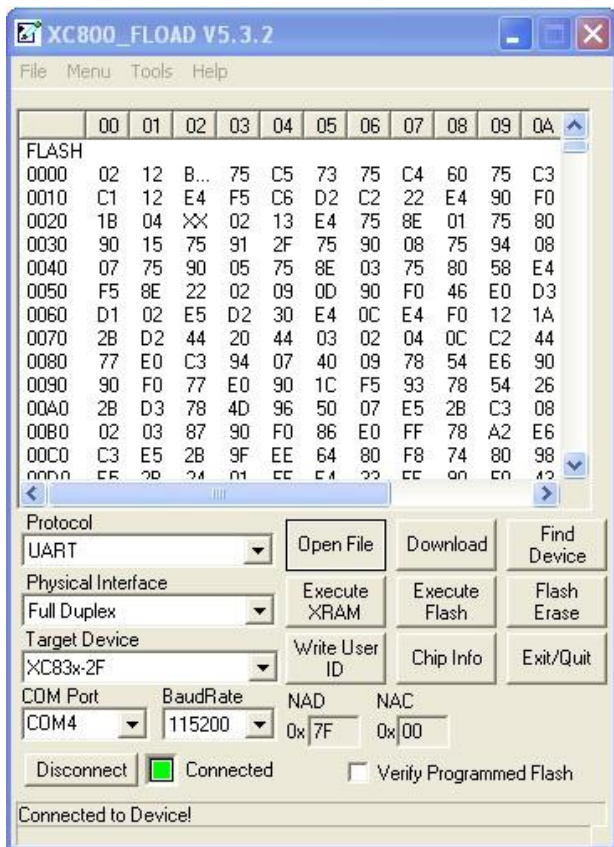 XC800_FLOAD V5.3.2
File Menu Tools Help
00 01 02 03 04 05 06 07 08 09 0A
FLASH
0000 02 12 B... 75 C5 73 75 C4 60 75 C3
0010 C1 12 E4 F5 C6 D2 C2 22 E4 90 F0
0020 1B 04 XX 02 13 E4 75 8E 01 75 80
0030 90 15 75 91 2F 75 90 08 75 94 08
0040 07 75 90 05 75 8E 03 75 80 58 E4
0050 F5 8E 22 02 09 0D 90 F0 46 E0 D3
0060 D1 02 E5 D2 30 E4 0C E4 F0 12 1A
0070 2B D2 44 20 44 03 02 04 0C C2 44
0080 77 E0 C3 94 07 40 09 78 54 E6 90
0090 90 F0 77 E0 90 1C F5 93 78 54 26
00A0 2B D3 78 4D 96 50 07 E5 2B C3 08
00B0 02 03 87 90 F0 86 E0 FF 78 A2 E6
00C0 C3 E5 2B 9F EE 64 80 F8 74 80 98
Protocol
UART
Open File Download Find Device
Physical Interface
Full Duplex
Execute XRAM Execute Flash Flash Erase
Target Device
XC83x-2F
Write User ID Chip Info Exit/Quit
COM Port BaudRate NAD NAC
COM4 115200 0x 7F 0x 00
Disconnect Connected Verify Programmed Flash
Connected to Device!